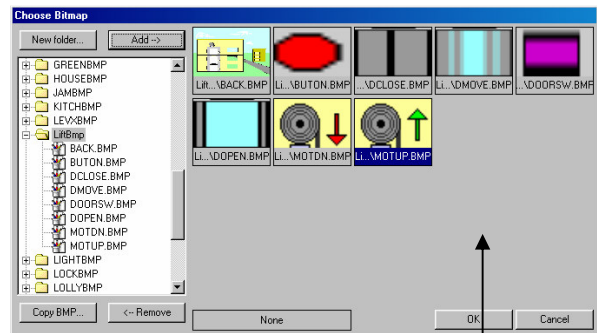 Choose Bitmap
New folder...
Add -->
GREENBMP
HOUSEBMP
JAMBMP
KITCHBMP
LEVXBMP
LiftBmp
BACK.BMP
BUTON.BMP
DCLOSE.BMP
DMOVE.BMP
DOORSW.BMP
DOPEN.BMP
MOTDN.BMP
MOTUP.BMP
LIGHTBMP
LOCKBMP
LOLLYBMP
Copy BMP...
<-- Remove
Lift...\BACK.BMP
Li...\BUTON.BMP
...\DCLOSE.BMP
Li...\DMOVE.BMP
...\DOORSW.BMP
Li...\DOPEN.BMP
Li...\MOTDN.BMP
Li...\MOTUP.BMP
None
OK
Cancel